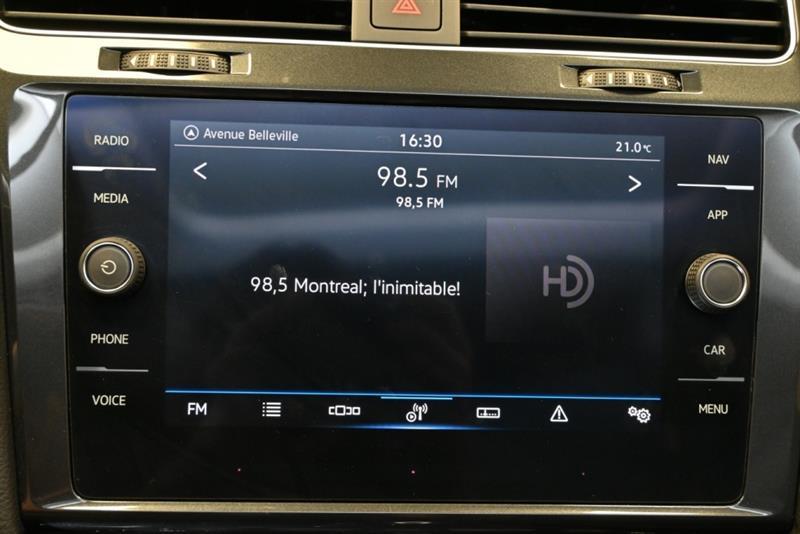 RADIO
MEDIA
PHONE
VOICE
Avenue Belleville
16:30
21.0 °C
98.5 FM
98,5 FM
98,5 Montreal; l'inimitable!
HD
FM
NAV
APP
CAR
MENU